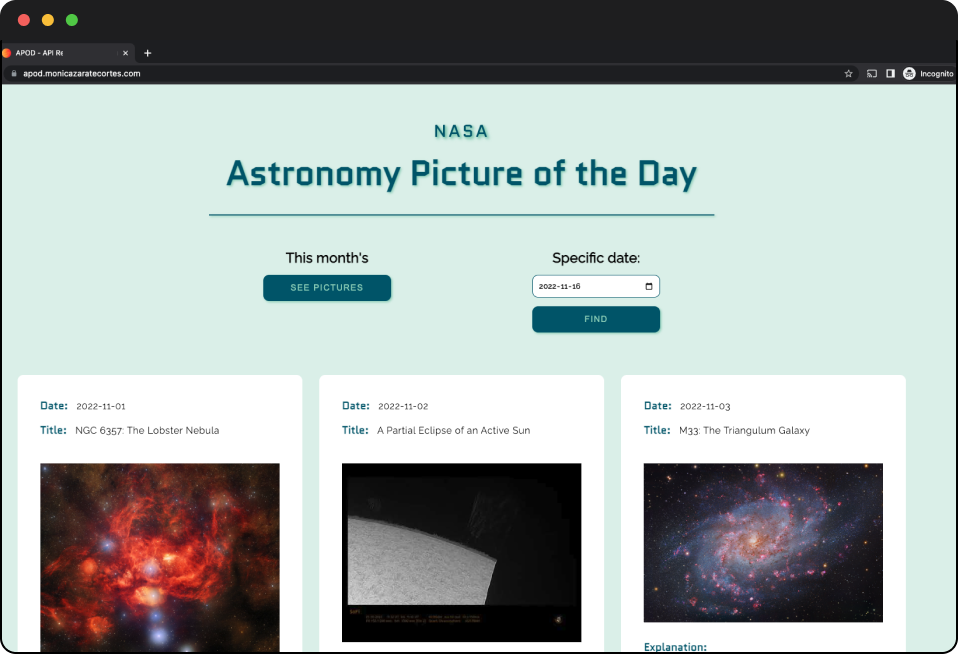 APOD - API Re
apod.monicazaratecortes.com
Incognito
NASA
Astronomy Picture of the Day
This month's
SEE PICTURES
Specific date:
2022-11-16
FIND
Date: 2022-11-01
Title: NGC 6357: The Lobster Nebula
Date: 2022-11-02
Title: A Partial Eclipse of an Active Sun
Date: 2022-11-03
Title: M33: The Triangulum Galaxy
Explanation: